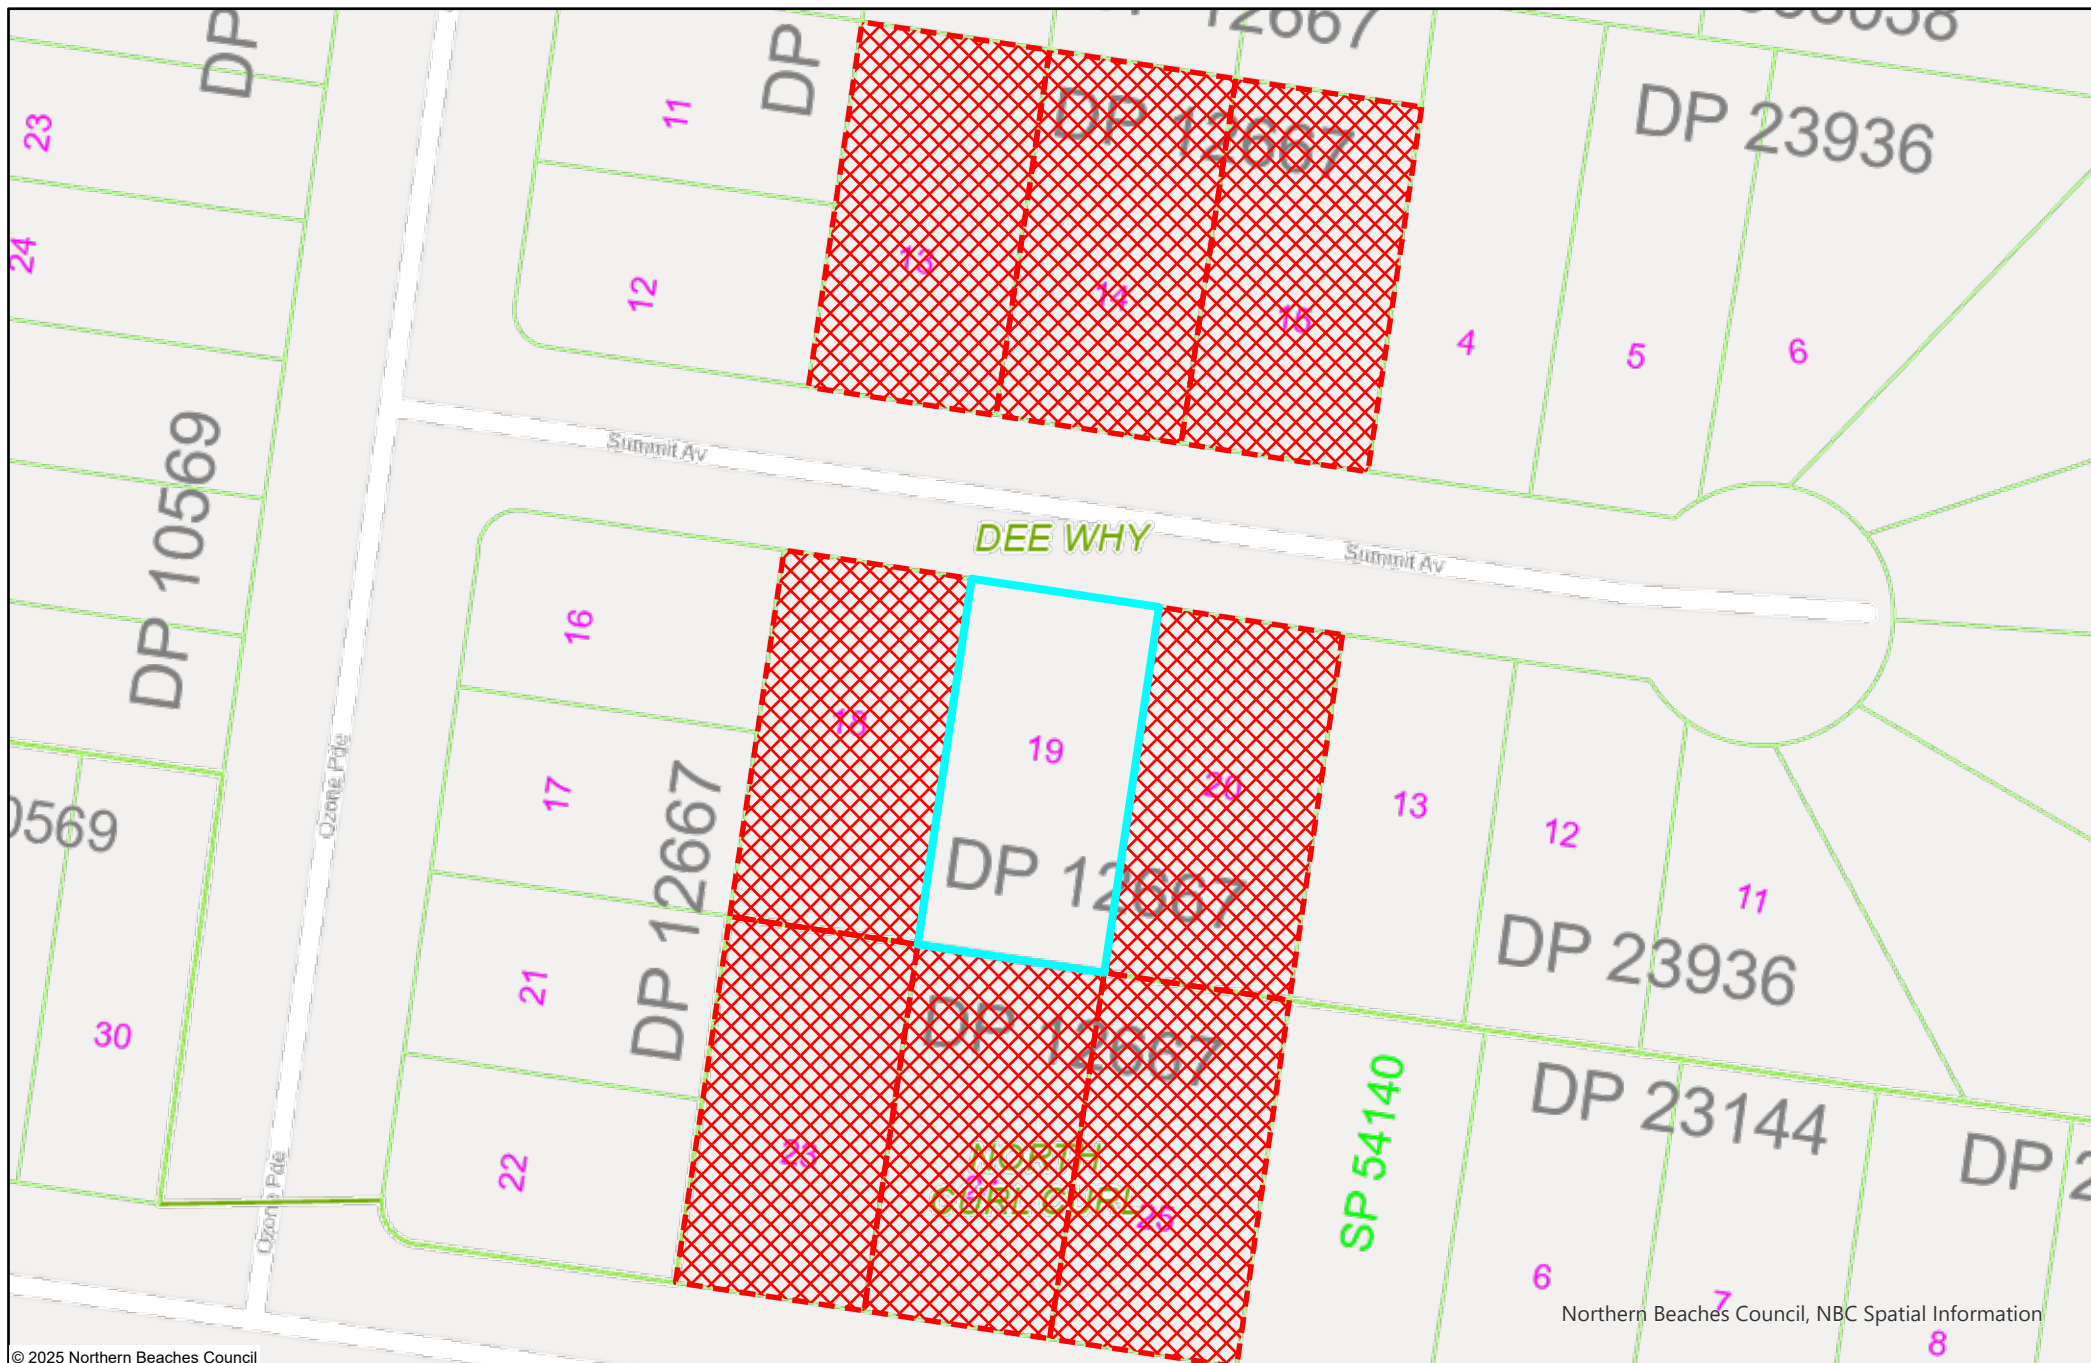 DP
DP
12667
23
11
DP 12667
DP 23936
24
12
13
14
15
4
5
6
DP 10569
Summit Av
DEE WHY
Summit Av
16
18
19
20
13
12
17
DP 12667
DP 12667
11
0569
Ozone Pde
DP 23936
21
30
DP 12667
SP 54140
DP 23144
DP 2
22
23
NORTH
CURL CURL
25
Ozone Pde
6
7
8
Northern Beaches Council, NBC Spatial Information
© 2025 Northern Beaches Council